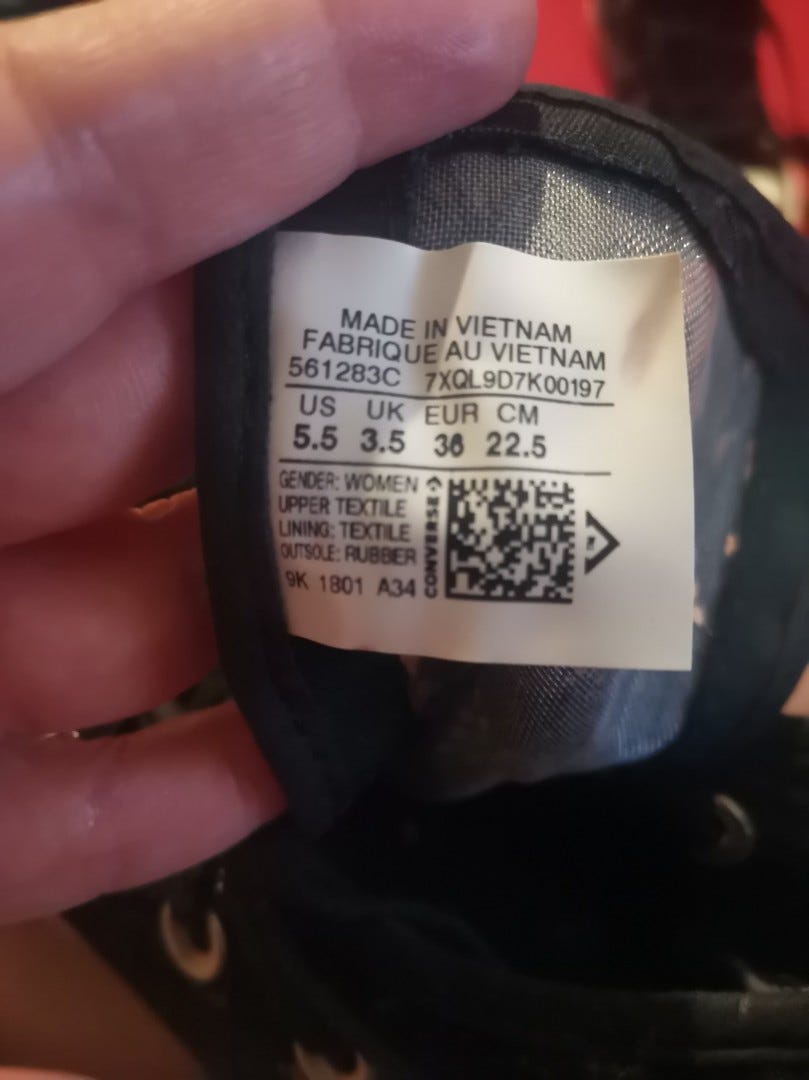 MADE IN VIETNAM
FABRIQUE AU VIETNAM
561283C 7XQL9D7K00197
US UK EUR CM
5.5 3.5 36 22.5
GENDER: WOMEN
UPPER TEXTILE
LINING: TEXTILE
OUTSOLE: RUBBER
9K 1801 A34
CONVERSE